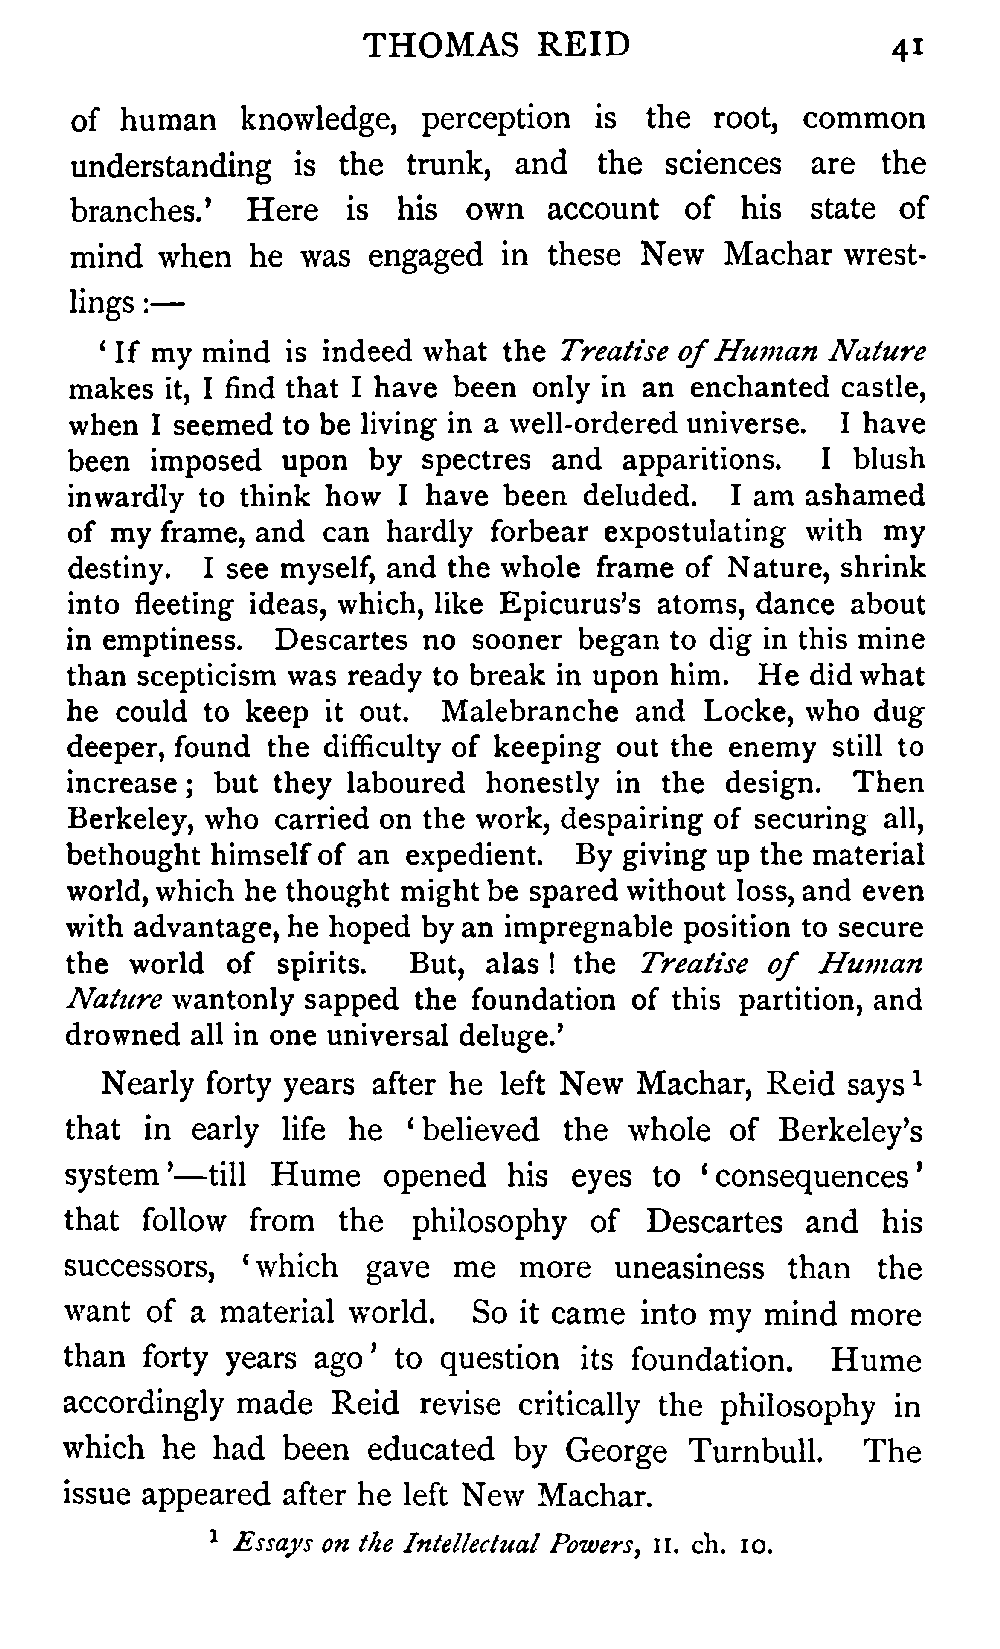 THOMAS REID 41
of human knowledge, perception is the root, common
understanding is the trunk, and the sciences are the
branches.' Here is his own account of his state of
mind when he was engaged in these New Machar wrest-
lings :—
‘ If my mind is indeed what the Treatise of Human Nature
makes it, I find that I have been only in an enchanted castle,
when I seemed to be living in a well-ordered universe. I have
been imposed upon by spectres and apparitions. I blush
inwardly to think how I have been deluded. I am ashamed
of my frame, and can hardly forbear expostulating with my
destiny. I see myself, and the whole frame of Nature, shrink
into fleeting ideas, which, like Epicurus's atoms, dance about
in emptiness. Descartes no sooner began to dig in this mine
than scepticism was ready to break in upon him. He did what
he could to keep it out. Malebranche and Locke, who dug
deeper, found the difficulty of keeping out the enemy still to
increase ; but they laboured honestly in the design. Then
Berkeley, who carried on the work, despairing of securing all,
bethought himself of an expedient. By giving up the material
world, which he thought might be spared without loss, and even
with advantage, he hoped by an impregnable position to secure
the world of spirits. But, alas ! the Treatise of Human
Nature wantonly sapped the foundation of this partition, and
drowned all in one universal deluge.'
Nearly forty years after he left New Machar, Reid says ¹
that in early life he ‘ believed the whole of Berkeley's
system '—till Hume opened his eyes to ‘ consequences '
that follow from the philosophy of Descartes and his
successors, ‘ which gave me more uneasiness than the
want of a material world. So it came into my mind more
than forty years ago ' to question its foundation. Hume
accordingly made Reid revise critically the philosophy in
which he had been educated by George Turnbull. The
issue appeared after he left New Machar.
¹ Essays on the Intellectual Powers, II. ch. 10.